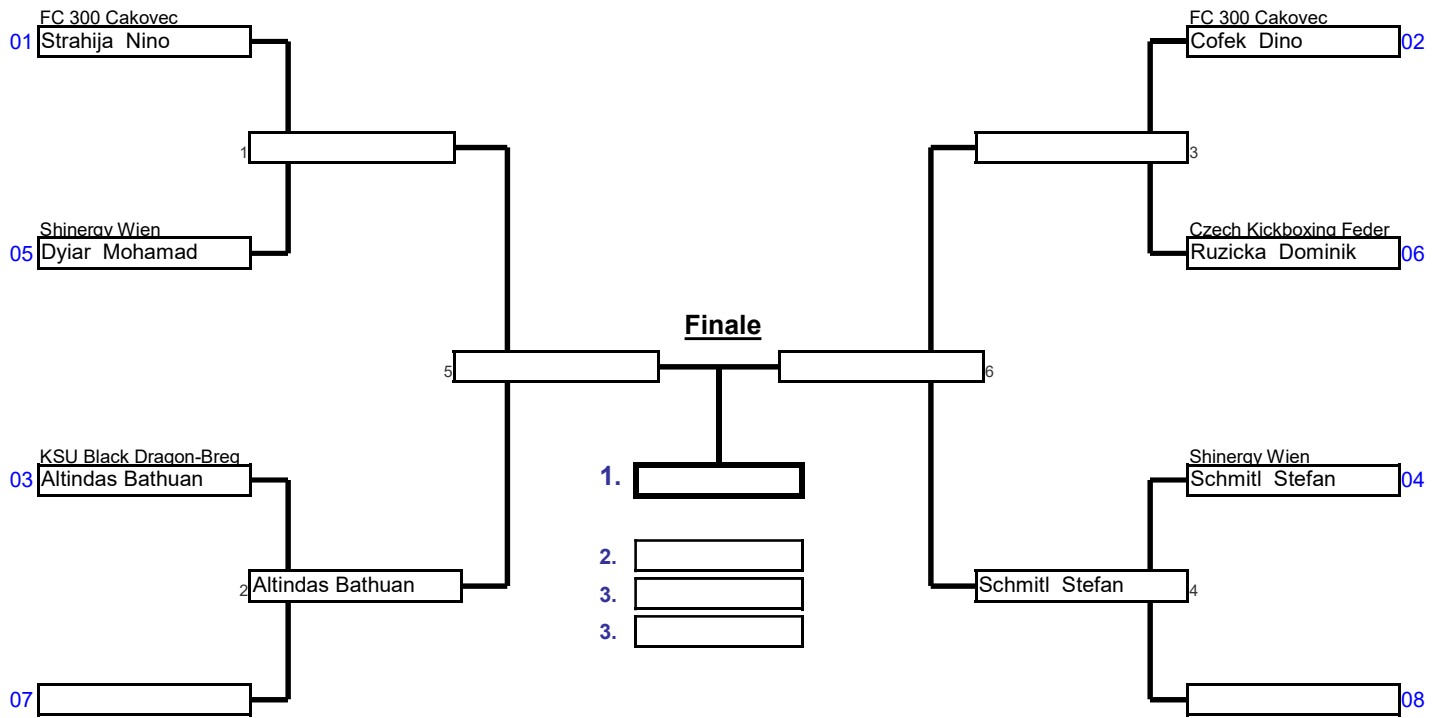 FC 300 Cakovec
01 Strahija Nino
1
Shinergy Wien
05 Dyiar Mohamad
KSU Black Dragon-Breg
03 Altindas Bathuan
2 Altindas Bathuan
07
Finale
5
6
1.
2.
3.
3.
FC 300 Cakovec
Cofek Dino 02
3
Czech Kickboxing Feder
Ruzicka Dominik 06
Shinergy Wien
Schmitl Stefan 04
Schmitl Stefan 4
08